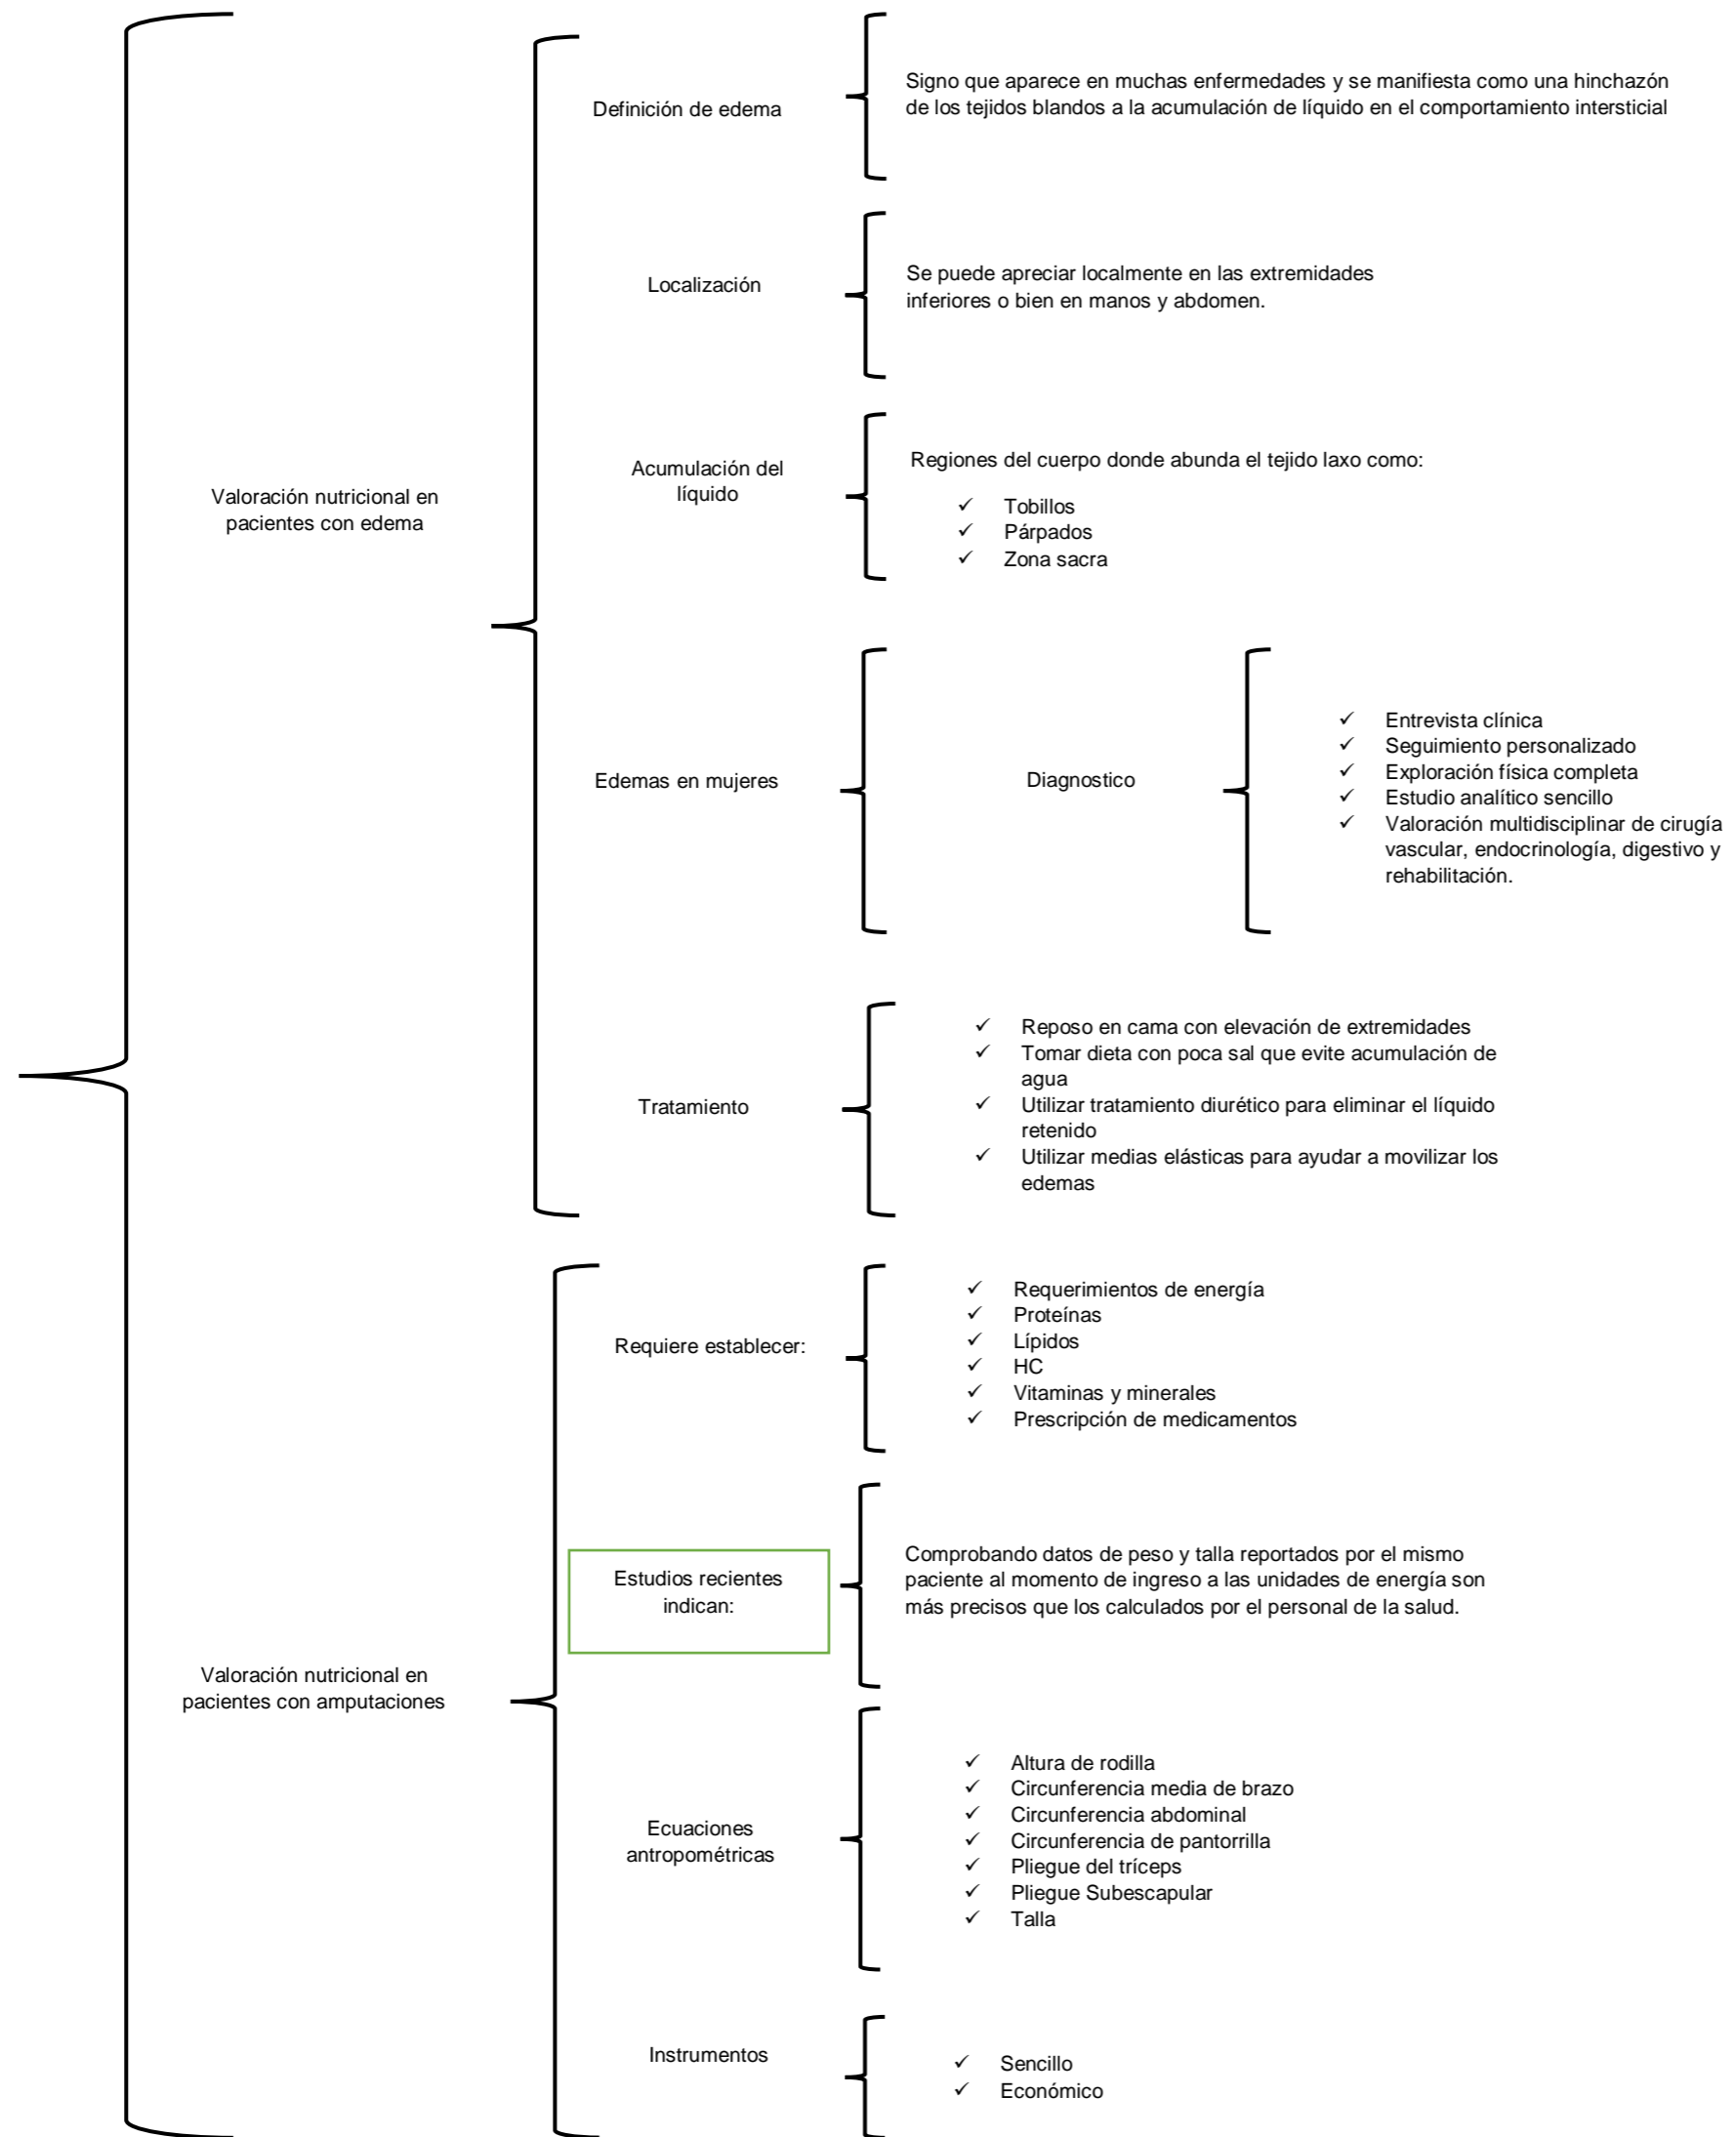 Valoración nutricional en
pacientes con edema
Definición de edema
Signo que aparece en muchas enfermedades y se manifiesta como una hinchazón
de los tejidos blandos a la acumulación de líquido en el comportamiento intersticial
Localización
Se puede apreciar localmente en las extremidades
inferiores o bien en manos y abdomen.
Acumulación del
líquido
Regiones del cuerpo donde abunda el tejido laxo como:
✓ Tobillos
✓ Párpados
✓ Zona sacra
Edemas en mujeres
Diagnostico
✓ Entrevista clínica
✓ Seguimiento personalizado
✓ Exploración física completa
✓ Estudio analítico sencillo
✓ Valoración multidisciplinar de cirugía
vascular, endocrinología, digestivo y
rehabilitación.
Tratamiento
✓ Reposo en cama con elevación de extremidades
✓ Tomar dieta con poca sal que evite acumulación de
agua
✓ Utilizar tratamiento diurético para eliminar el líquido
retenido
✓ Utilizar medias elásticas para ayudar a movilizar los
edemas
Valoración nutricional en
pacientes con amputaciones
Requiere establecer:
✓ Requerimientos de energía
✓ Proteínas
✓ Lípidos
✓ HC
✓ Vitaminas y minerales
✓ Prescripción de medicamentos
Estudios recientes
indican:
Comprobando datos de peso y talla reportados por el mismo
paciente al momento de ingreso a las unidades de energía son
más precisos que los calculados por el personal de la salud.
Ecuaciones
antropométricas
✓ Altura de rodilla
✓ Circunferencia media de brazo
✓ Circunferencia abdominal
✓ Circunferencia de pantorrilla
✓ Pliegue del tríceps
✓ Pliegue Subescapular
✓ Talla
Instrumentos
✓ Sencillo
✓ Económico